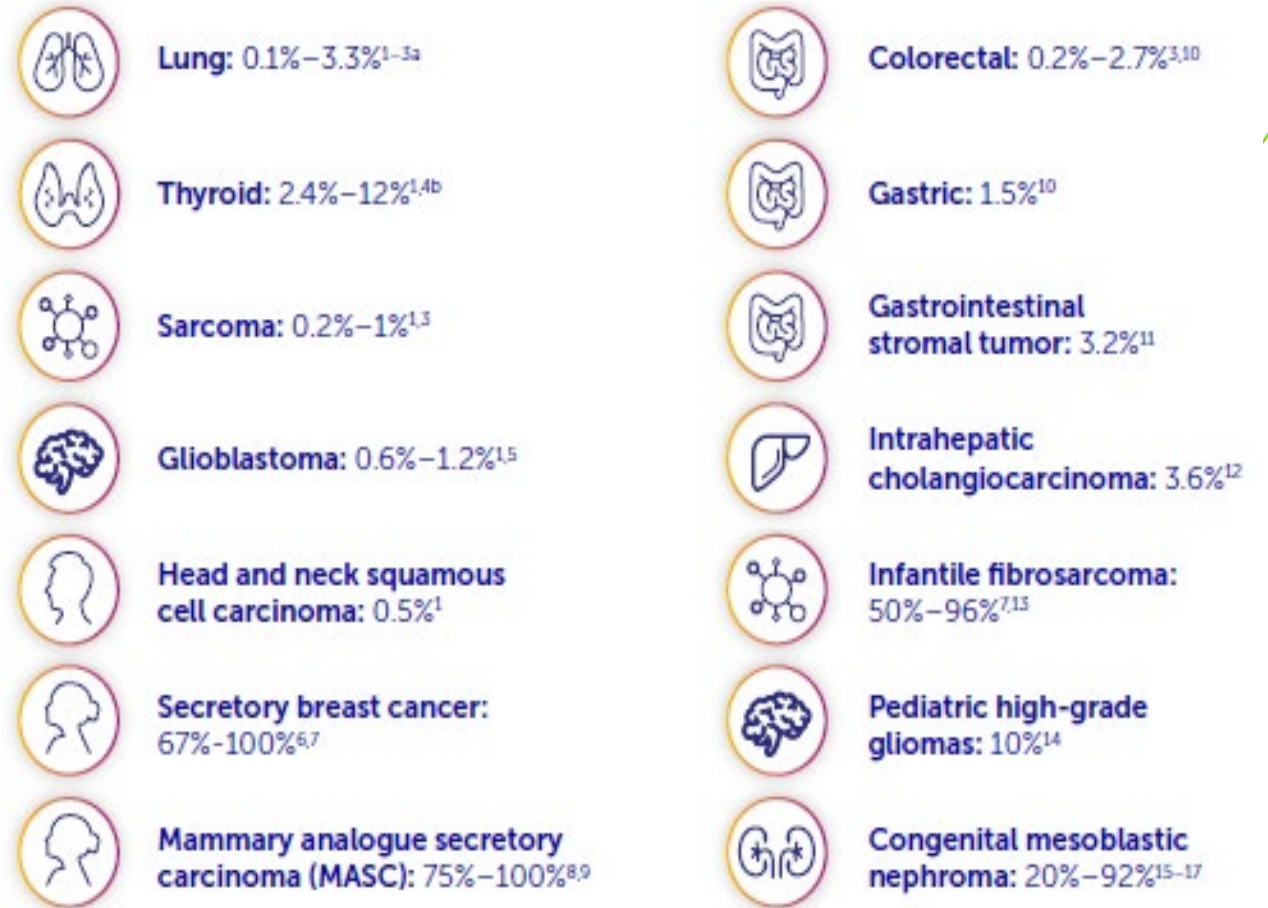 Lung: 0.1%–3.3%1–3a
Thyroid: 2.4%–12%1,4b
Sarcoma: 0.2%–1%1,3
Glioblastoma: 0.6%–1.2%1,5
Head and neck squamous
cell carcinoma: 0.5%1
Secretory breast cancer:
67%-100%6,7
Mammary analogue secretory
carcinoma (MASC): 75%–100%8,9
Colorectal: 0.2%–2.7%3,10
Gastric: 1.5%10
Gastrointestinal
stromal tumor: 3.2%11
Intrahepatic
cholangiocarcinoma: 3.6%12
Infantile fibrosarcoma:
50%–96%7,13
Pediatric high-grade
gliomas: 10%14
Congenital mesoblastic
nephroma: 20%–92%15–17